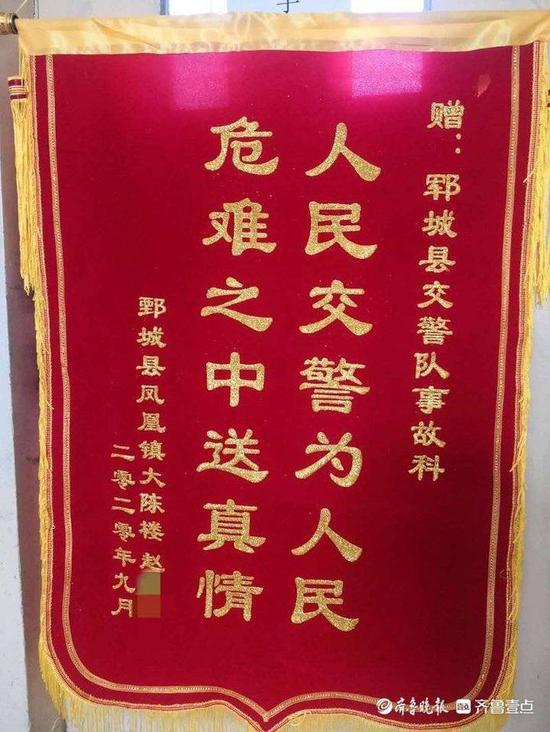 赠：郓城县交警队事故科
人民交警为人民
危难之中送真情
鄄城县凤凰镇大陈楼 赵
二零二零年九月
齐鲁晚报 齐鲁壹点